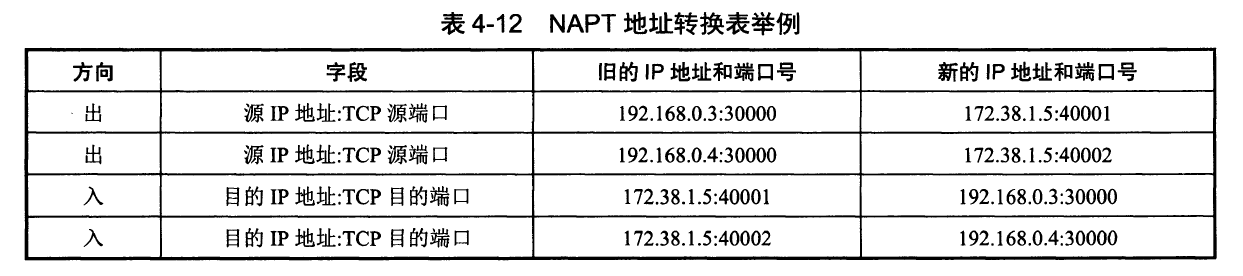 表 4-12 NAPT 地址转换表举例
方向 字段 旧的 IP 地址和端口号 新的 IP 地址和端口号
出 源 IP 地址:TCP 源端口 192.168.0.3:30000 172.38.1.5:40001
出 源 IP 地址:TCP 源端口 192.168.0.4:30000 172.38.1.5:40002
入 目的 IP 地址:TCP 目的端口 172.38.1.5:40001 192.168.0.3:30000
入 目的 IP 地址:TCP 目的端口 172.38.1.5:40002 192.168.0.4:30000